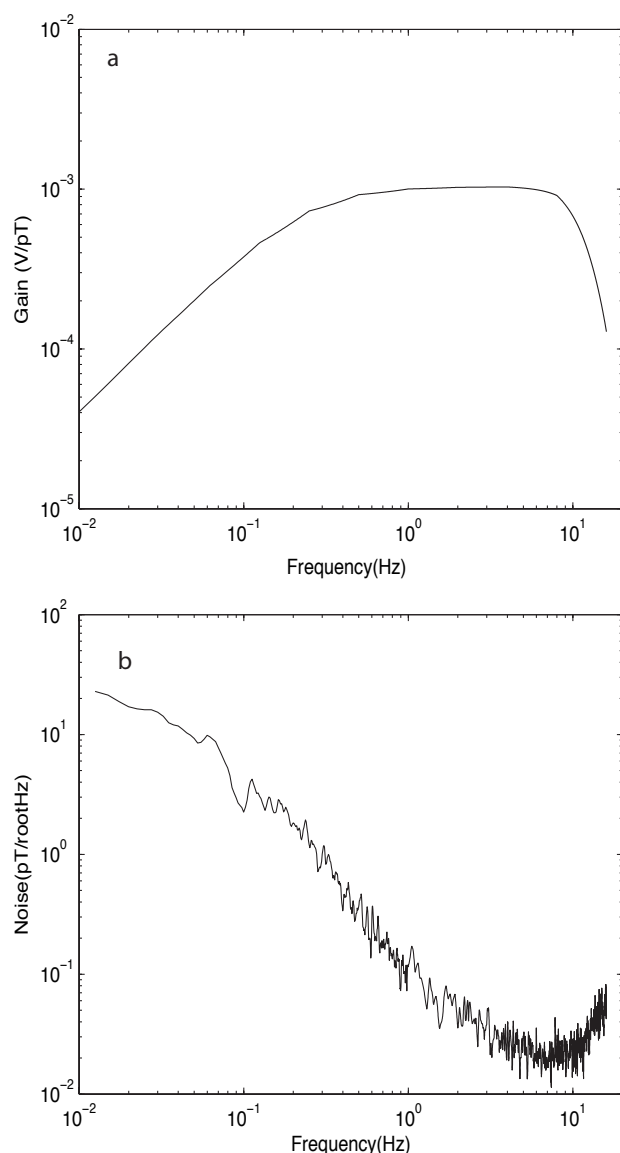 a
10⁻²
10⁻³
10⁻⁴
10⁻⁵
Gain (V/pT)
10⁻² 10⁻¹ 10⁰ 10¹
Frequency(Hz)
b
10²
10¹
10⁰
10⁻¹
10⁻²
Noise(pT/rootHz)
10⁻² 10⁻¹ 10⁰ 10¹
Frequency(Hz)